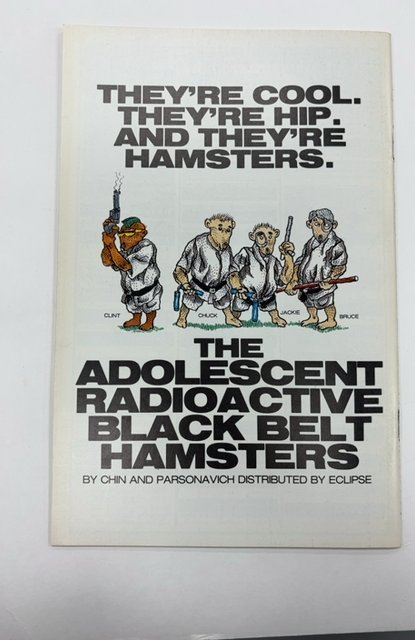 THEY'RE COOL.
THEY'RE HIP.
AND THEY'RE
HAMSTERS.
CLINT
CHUCK
JACKIE
BRUCE
THE
ADOLESCENT
RADIOACTIVE
BLACK BELT
HAMSTERS
BY CHIN AND PARSONAVICH DISTRIBUTED BY ECLIPSE